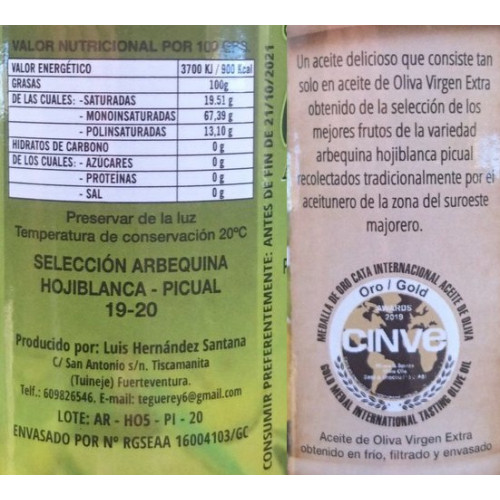 VALOR NUTRICIONAL POR 100 GRS.
VALOR ENERGÉTICO 3700 KJ / 900 Kcal
GRASAS 100g
DE LAS CUALES: -SATURADAS 19.51 g
- MONOINSATURADAS 67,39 g
- POLINSATURADAS 13,10 g
HIDRATOS DE CARBONO 0 g
DE LOS CUALES: - AZÚCARES 0 g
- PROTEÍNAS 0 g
- SAL 0 g
Preservar de la luz
Temperatura de conservación 20ºC
SELECCIÓN ARBEQUINA
HOJIBLANCA - PICUAL
19-20
Producido por: Luis Hernández Santana
C/ San Antonio s/n. Tiscamanita
(Tuineje) Fuerteventura.
Telf.: 609826546. E-mail: teguerey6@gmail.com
LOTE: AR - HO5 - PI - 20
ENVASADO POR Nº RGSEAA 16004103/GC
CONSUMIR PREFERENTEMENTE: ANTES DE FIN DE 21/10/2021
Un aceite delicioso que consiste tan
solo en aceite de Oliva Virgen Extra
obtenido de la selección de los
mejores frutos de la variedad
arbequina hojiblanca picual
recolectados tradicionalmente por el
aceitunero de la zona del suroeste
majorero.
MEDALLA DE ORO CATA INTERNACIONAL ACEITE DE OLIVA
Oro / Gold
AWARDS
2019
CINVE
GOLD MEDAL INTERNATIONAL TASTING OLIVE OIL
Aceite de Oliva Virgen Extra
obtenido en frío, filtrado y envasado